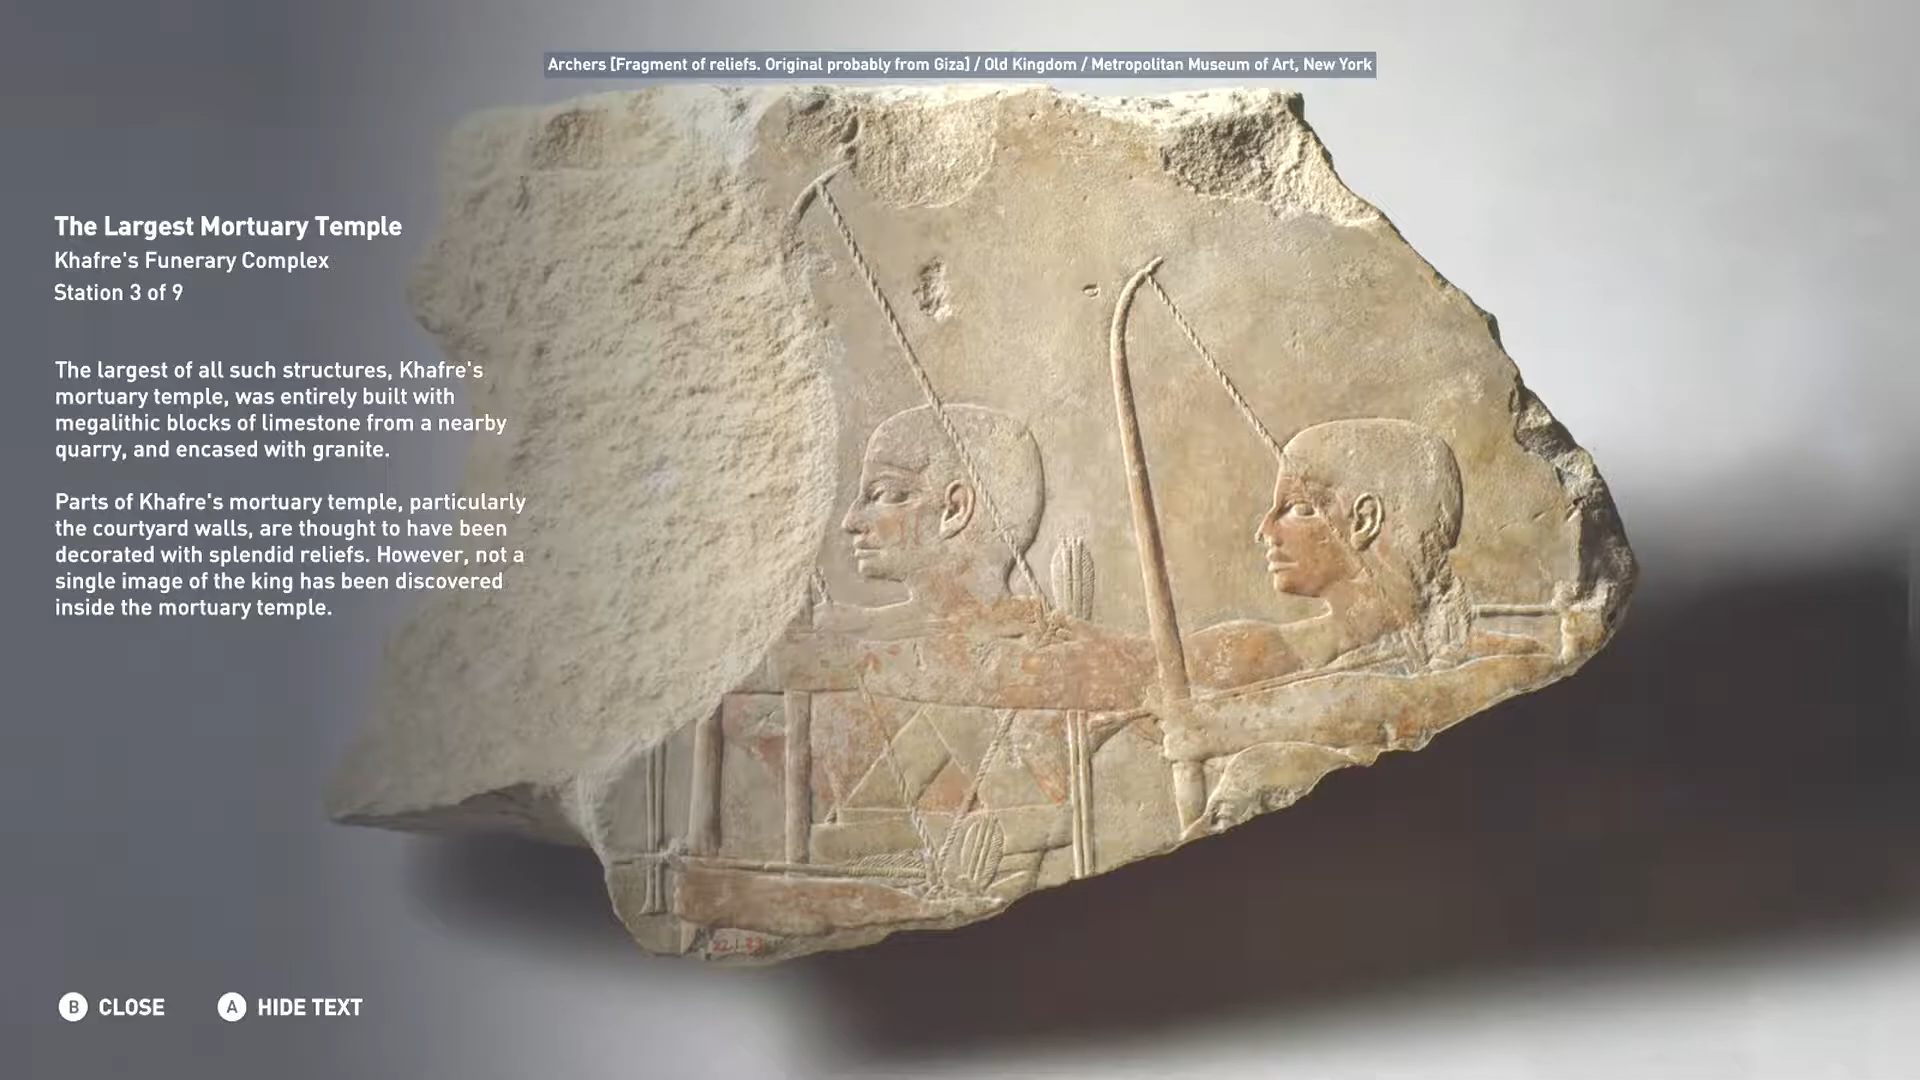 Archers [Fragment of reliefs. Original probably from Giza] / Old Kingdom / Metropolitan Museum of Art, New York
The Largest Mortuary Temple
Khafre's Funerary Complex
Station 3 of 9
The largest of all such structures, Khafre's
mortuary temple, was entirely built with
megalithic blocks of limestone from a nearby
quarry, and encased with granite.
Parts of Khafre's mortuary temple, particularly
the courtyard walls, are thought to have been
decorated with splendid reliefs. However, not a
single image of the king has been discovered
inside the mortuary temple.
B CLOSE A HIDE TEXT